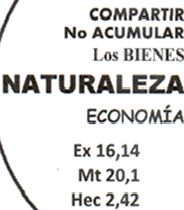 COMPARTIR
No ACUMULAR
Los BIENES
NATURALEZA
ECONOMÍA
Ex 16,14
Mt 20,1
Hec 2,42